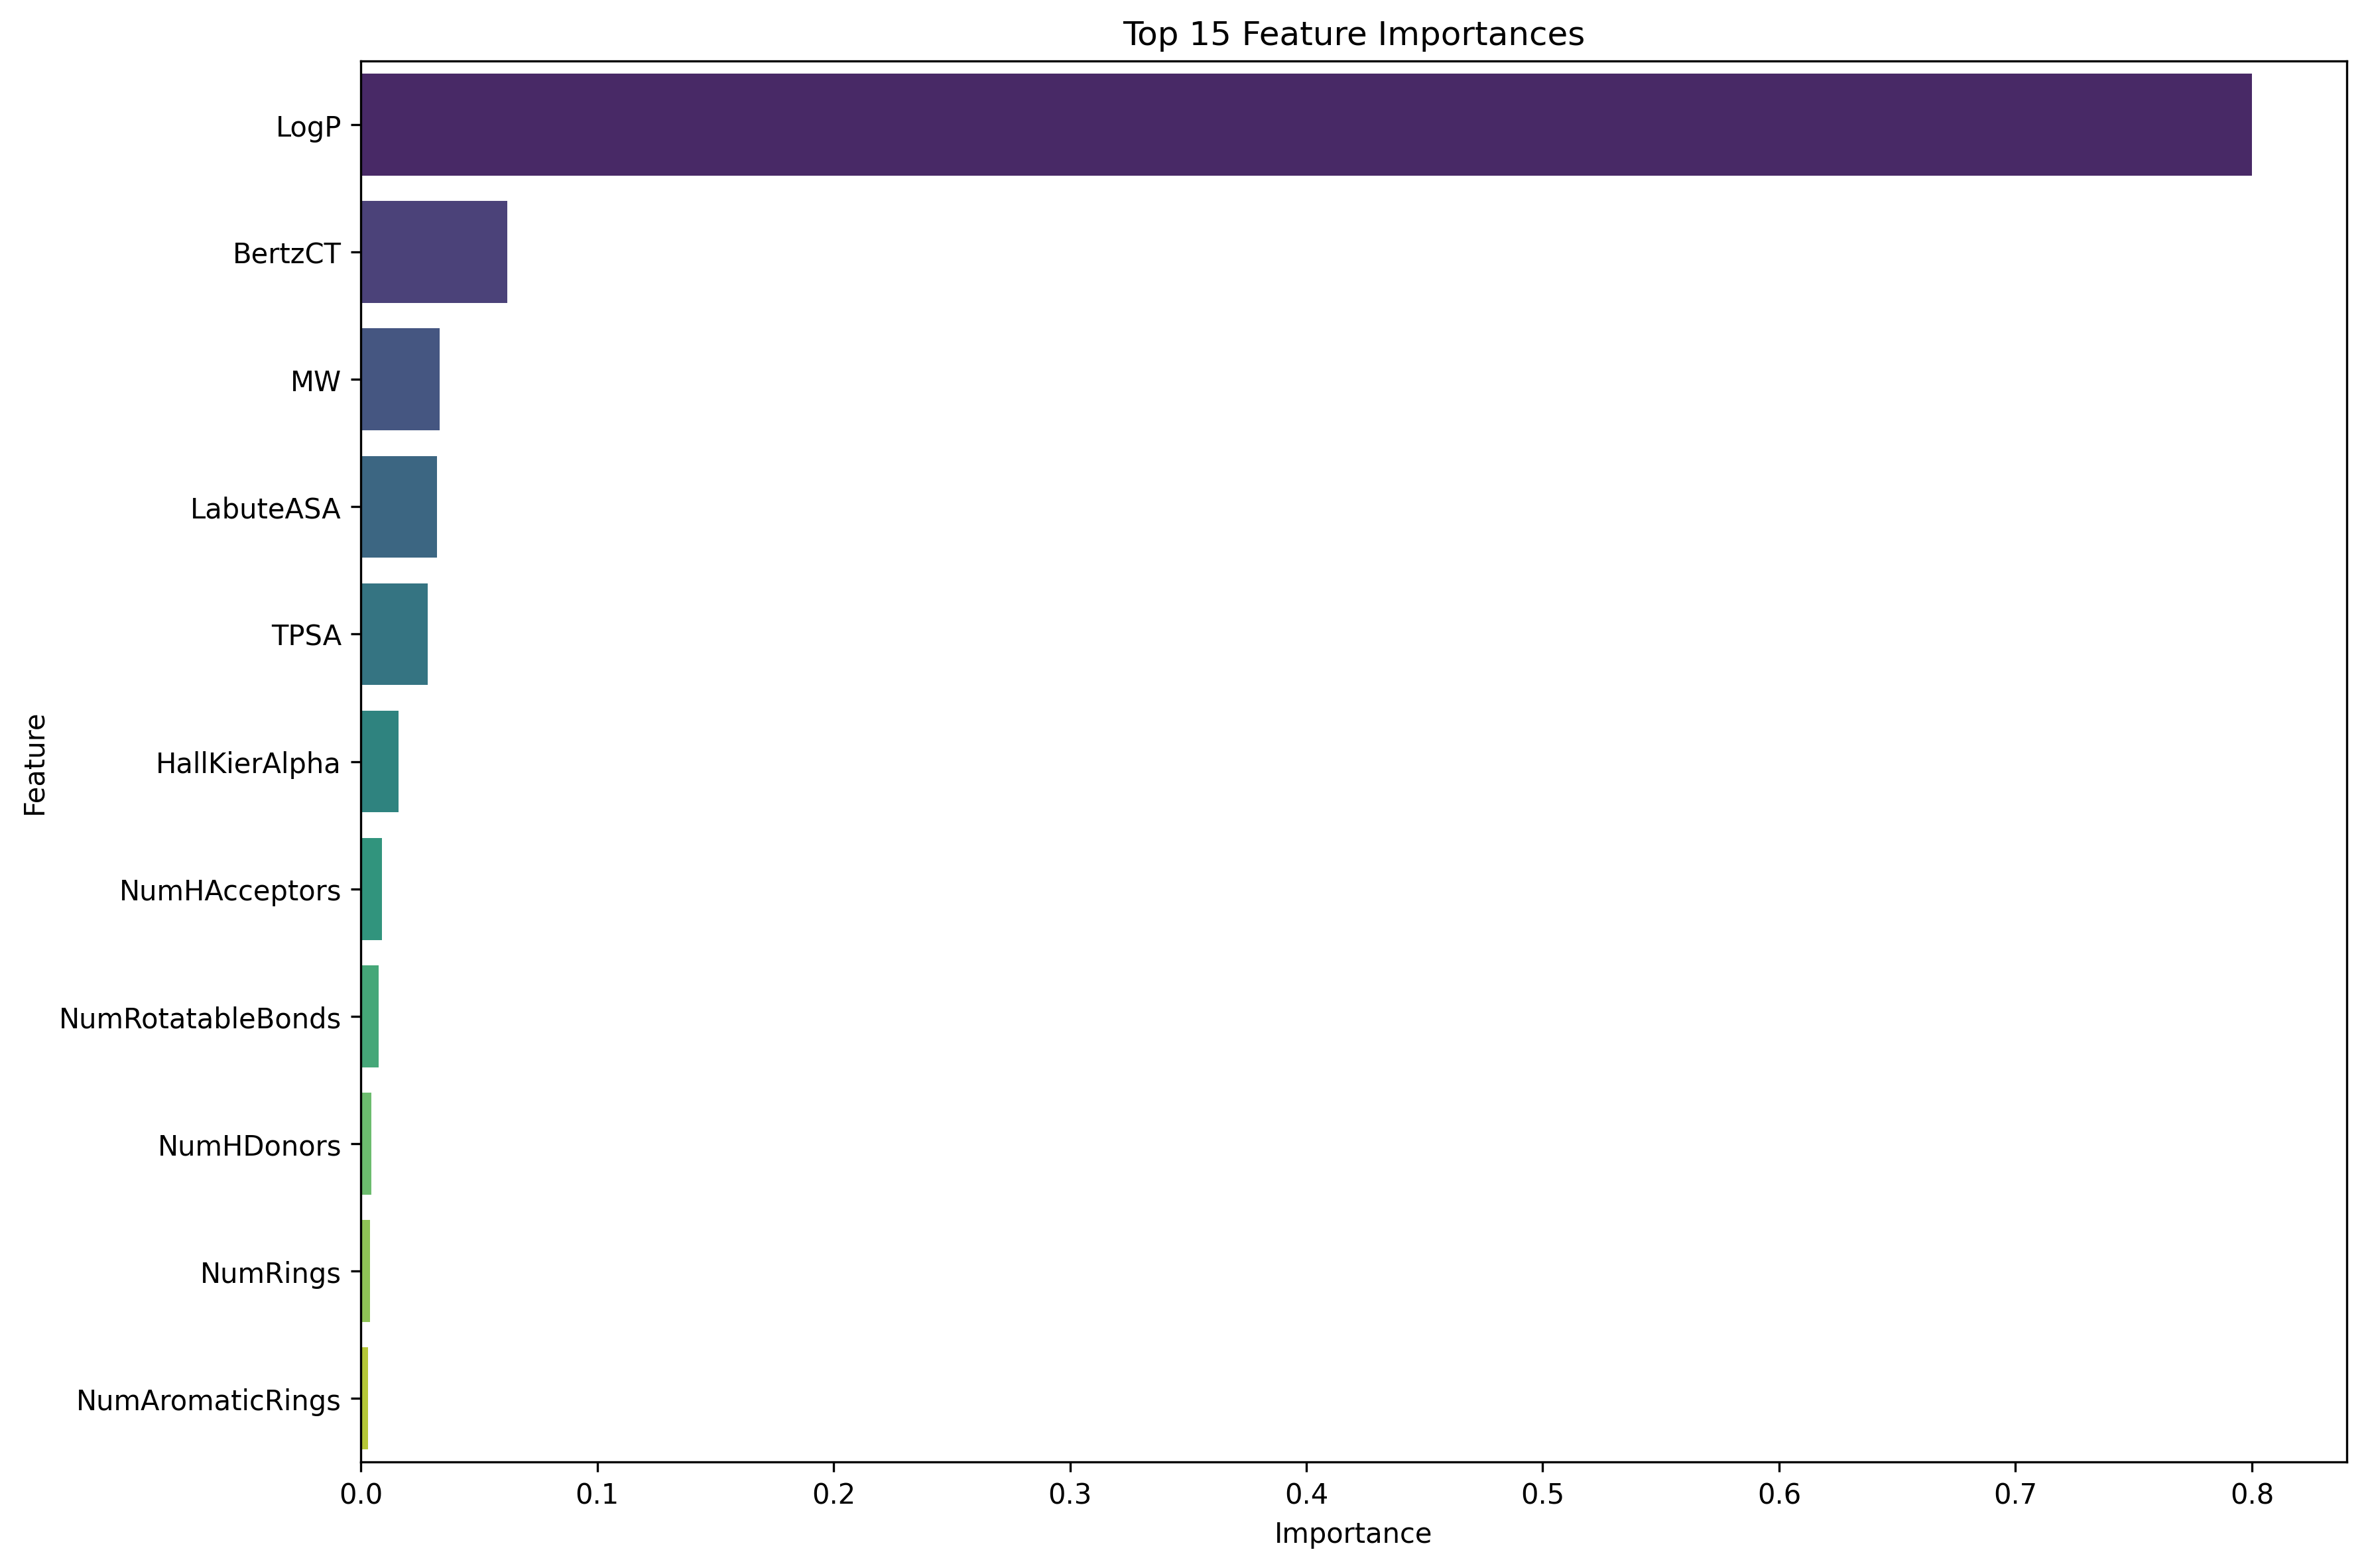 Top 15 Feature Importances
LogP
BertzCT
MW
LabuteASA
TPSA
HallKierAlpha
NumHAcceptors
NumRotatableBonds
NumHDonors
NumRings
NumAromaticRings
Feature
0.0 0.1 0.2 0.3 0.4 0.5 0.6 0.7 0.8
Importance